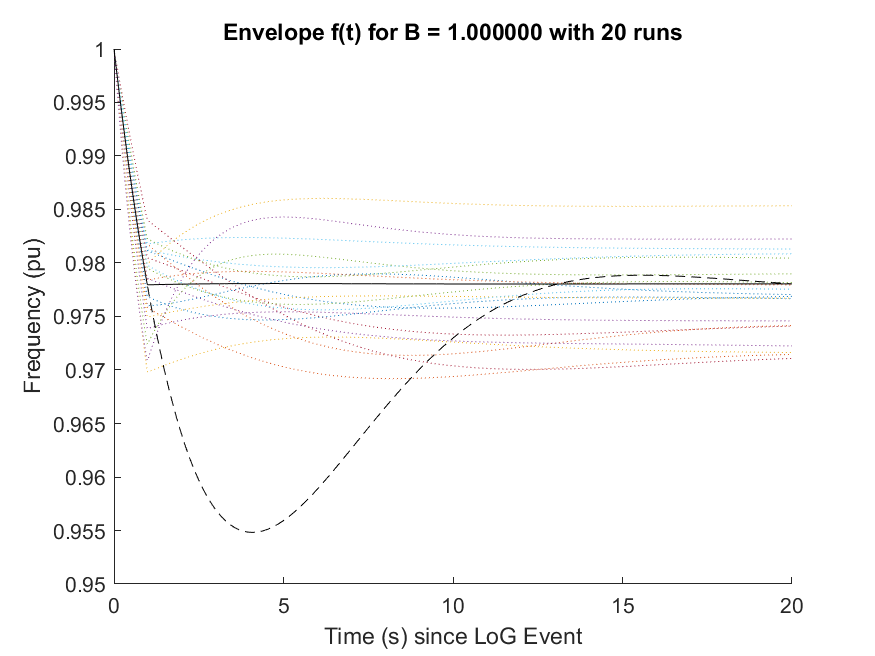 Envelope f(t) for B = 1.000000 with 20 runs
1
0.995
0.99
0.985
0.98
0.975
0.97
0.965
0.96
0.955
0.95
Frequency (pu)
0 5 10 15 20
Time (s) since LoG Event